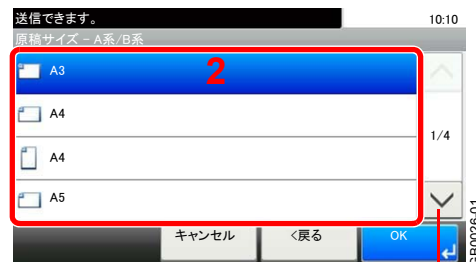 送信できます。
10:10
原稿サイズ - A系/B系
A3
2
A4
1/4
A4
A5
キャンセル
<戻る
OK
GB0026-01